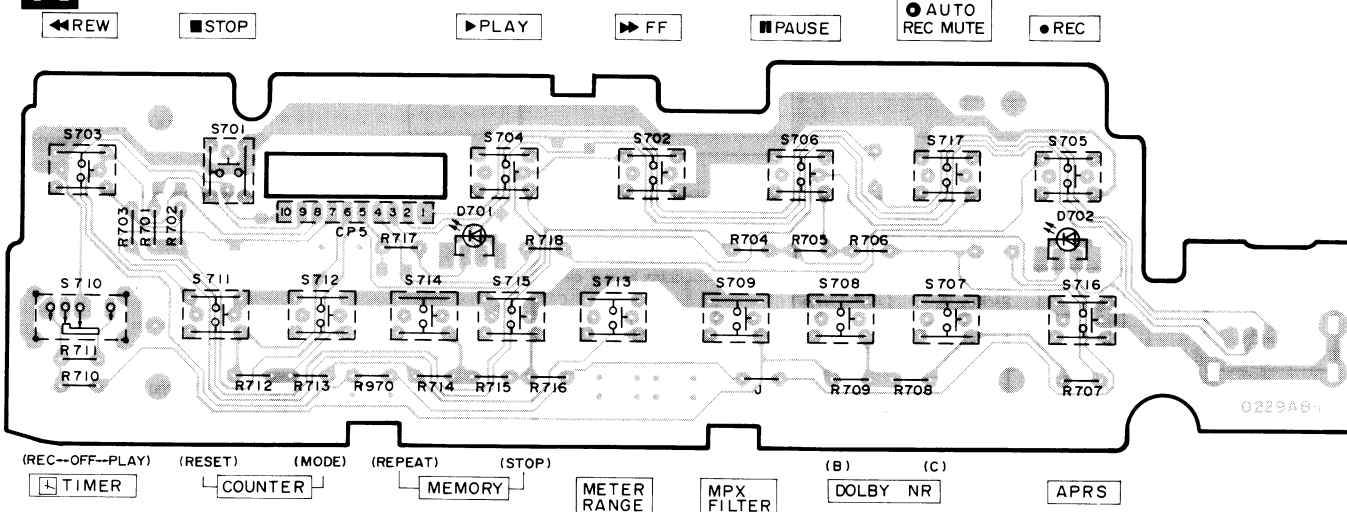 ◀◀REW
■STOP
▶PLAY
▶▶FF
❚❚PAUSE
AUTO
REC MUTE
●REC
S703
S701
S704
S702
S706
S717
S705
10 9 8 7 6 5 4 3 2 1
CP5
R703
R701
R702
R717
D701
R718
R704
R705
R706
D702
S710
S711
S712
S714
S715
S713
S709
S708
S707
S716
R711
R710
R712
R713
R970
R714
R715
R716
J
R709
R708
R707
(REC↔OFF↔PLAY)
(RESET)
(MODE)
(REPEAT)
(STOP)
(B)
(C)
TIMER
COUNTER
MEMORY
METER
RANGE
MPX
FILTER
DOLBY NR
APRS